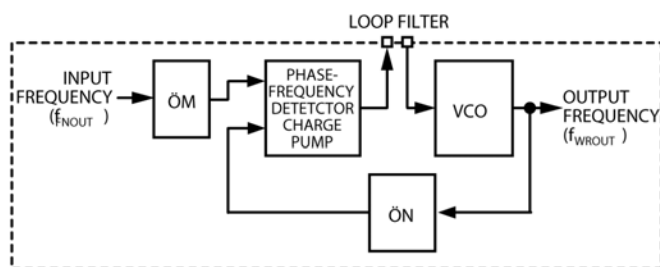 LOOP FILTER
INPUT
FREQUENCY
(fNOUT )
ÖM
PHASE-
FREQUENCY
DETETCTOR
CHARGE
PUMP
VCO
OUTPUT
FREQUENCY
(fWROUT )
ÖN